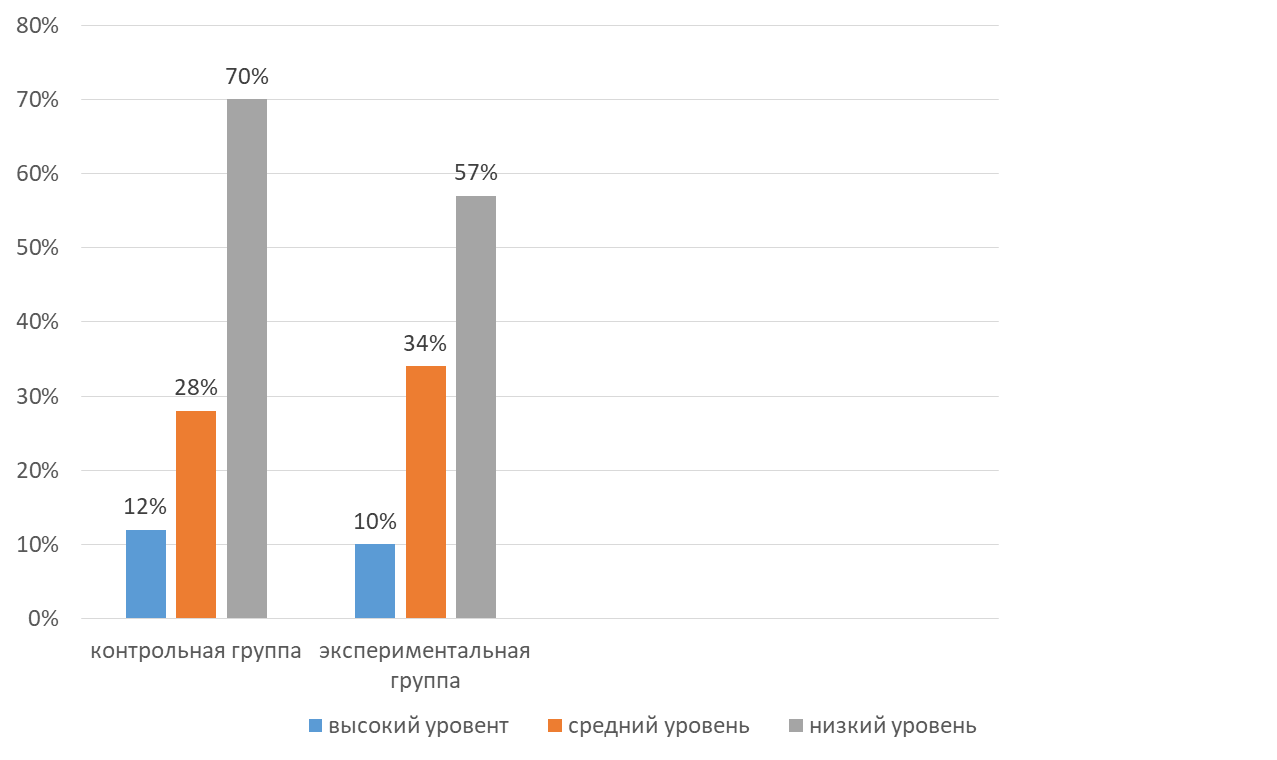 80%
70%
70%
60%
57%
50%
40%
34%
30%
28%
20%
12%
10%
10%
0%
контрольная группа
экспериментальная
группа
высокий уровент
средний уровень
низкий уровень